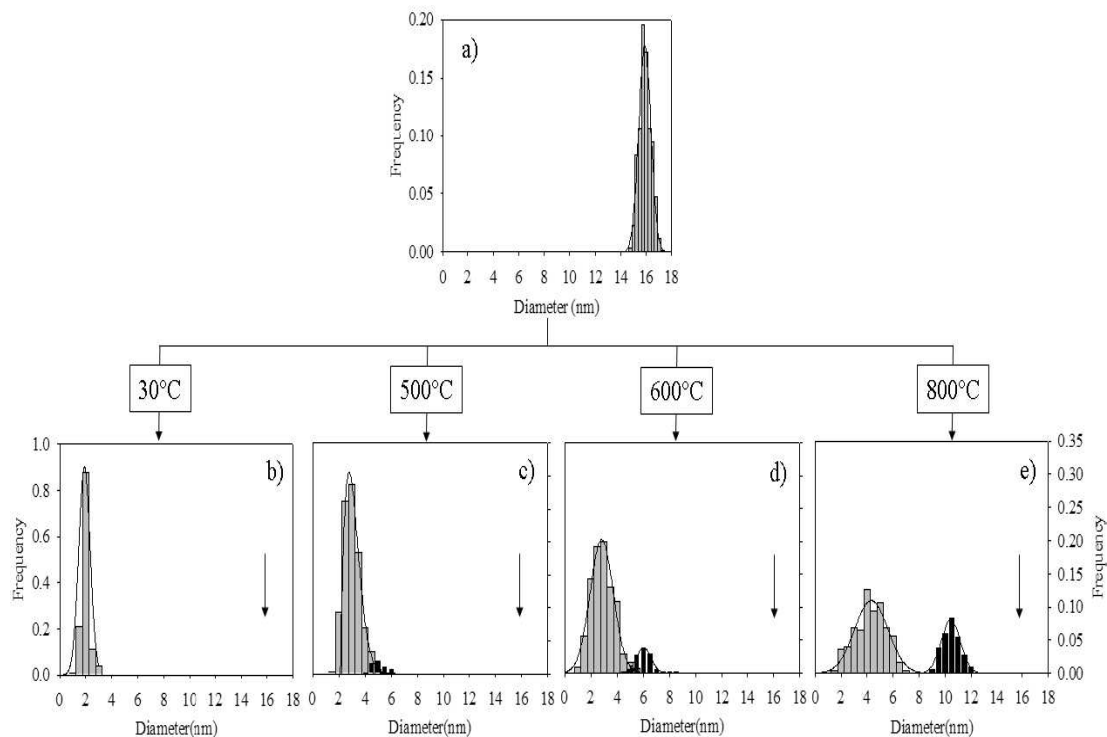 a)
Frequency
0.20
0.15
0.10
0.05
0.00
0 2 4 6 8 10 12 14 16 18
Diameter (nm)
30°C
500°C
600°C
800°C
b)
Frequency
1.0
0.8
0.6
0.4
0.2
0.0
0 2 4 6 8 10 12 14 16 18
Diameter(nm)
c)
0 2 4 6 8 10 12 14 16 18
Diameter(nm)
d)
0 2 4 6 8 10 12 14 16 18
Diameter(nm)
e)
0.35
0.30
0.25
0.20
0.15
0.10
0.05
0.00
Frequency
0 2 4 6 8 10 12 14 16 18
Diameter(nm)